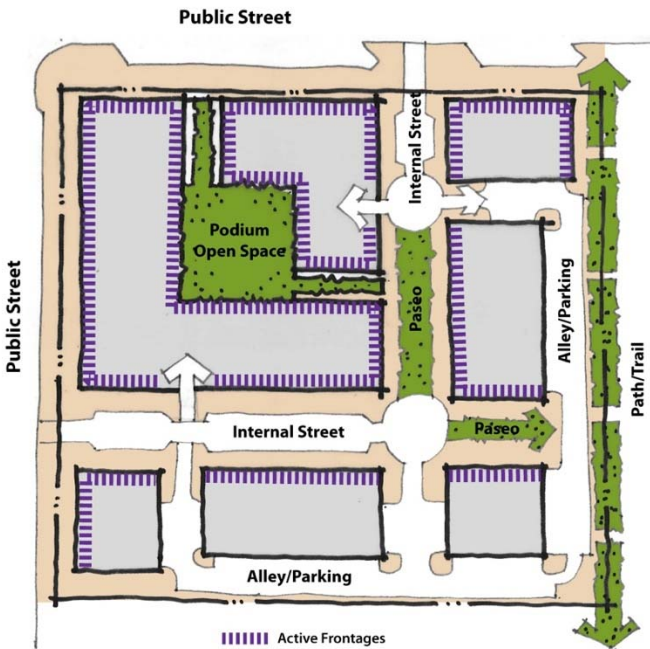 Public Street
Internal Street
Podium
Open Space
Public Street
Paseo
Alley/Parking
Path/Trail
Internal Street
Paseo
Alley/Parking
Active Frontages